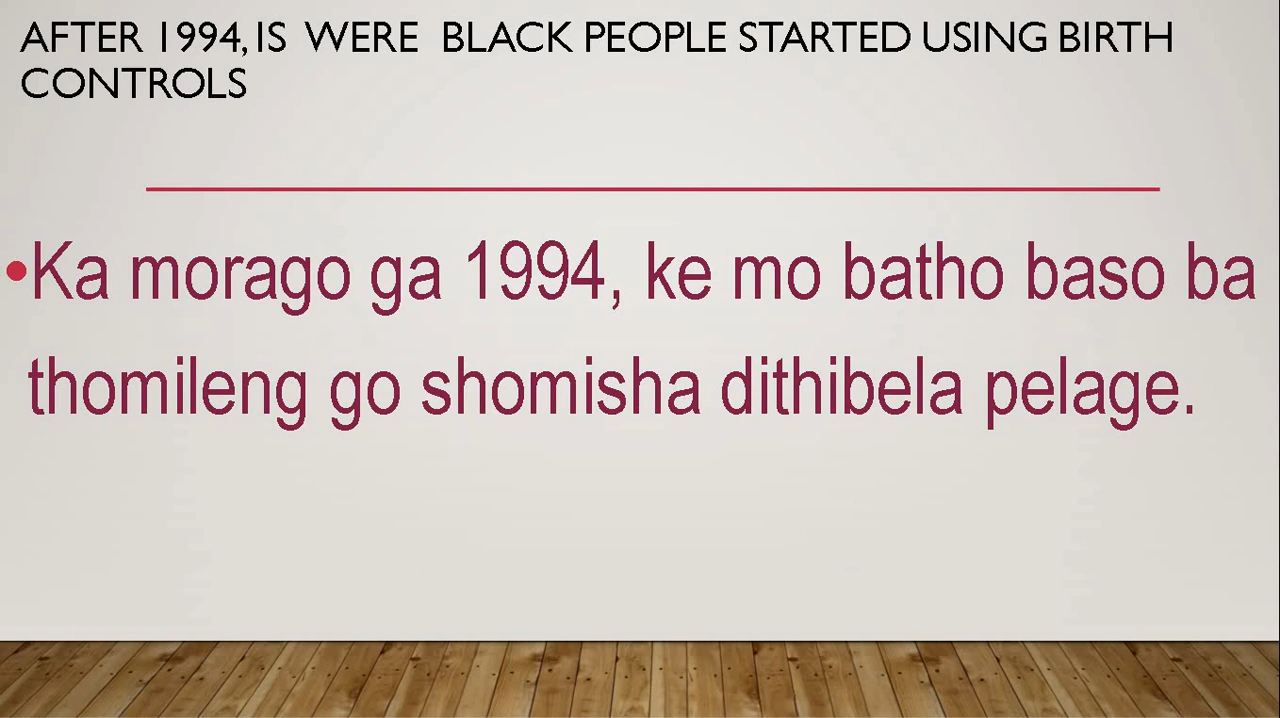 AFTER 1994, IS WERE BLACK PEOPLE STARTED USING BIRTH
CONTROLS
•Ka morago ga 1994, ke mo batho baso ba
thomileng go shomisha dithibela pelage.